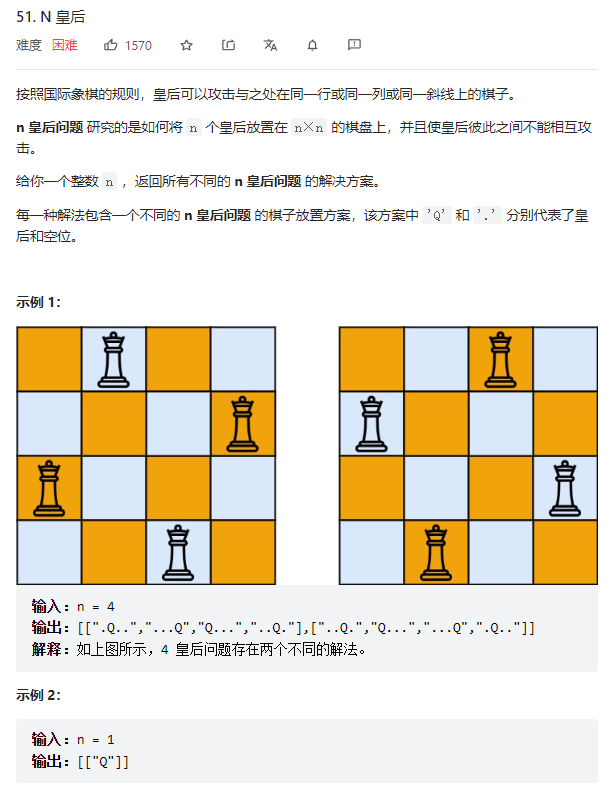 51. N 皇后
难度 困难 1570
按照国际象棋的规则，皇后可以攻击与之处在同一行或同一列或同一斜线上的棋子。
n 皇后问题 研究的是如何将 n 个皇后放置在 n×n 的棋盘上，并且使皇后彼此之间不能相互攻
击。
给你一个整数 n ，返回所有不同的 n 皇后问题 的解决方案。
每一种解法包含一个不同的 n 皇后问题 的棋子放置方案，该方案中 'Q' 和 '.' 分别代表了皇
后和空位。
示例 1：
输入：n = 4
输出：[[".Q..","...Q","Q...","..Q."],["..Q.","Q...","...Q",".Q.."]]
解释：如上图所示，4 皇后问题存在两个不同的解法。
示例 2：
输入：n = 1
输出：[["Q"]]